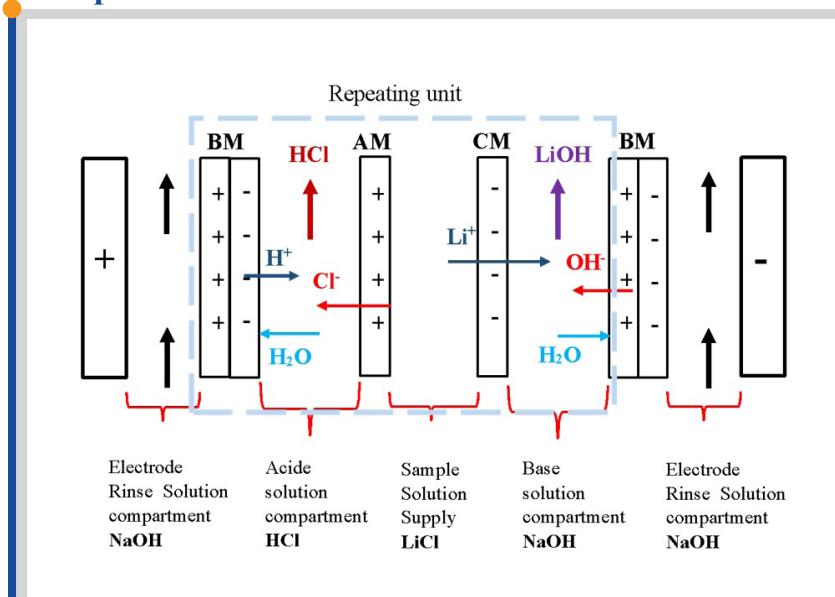 Repeating unit
BM
AM
CM
BM
HCl
LiOH
+
+ -
+ -
+ -
+ -
H⁺
Cl⁻
H₂O
+
+
+
+
Li⁺
-
-
-
-
OH⁻
H₂O
+ -
+ -
+ -
+ -
-
Electrode
Rinse Solution
compartment
NaOH
Acide
solution
compartment
HCl
Sample
Solution
Supply
LiCl
Base
solution
compartment
NaOH
Electrode
Rinse Solution
compartment
NaOH